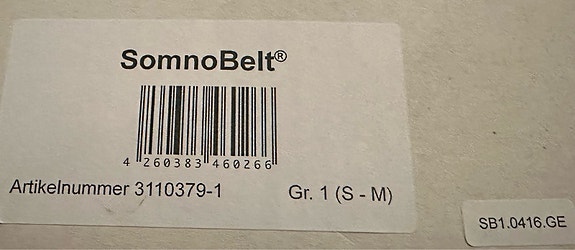 SomnoBelt®
4 260383 460266
Artikelnummer 3110379-1 Gr. 1 (S - M)
SB1.0416.GE